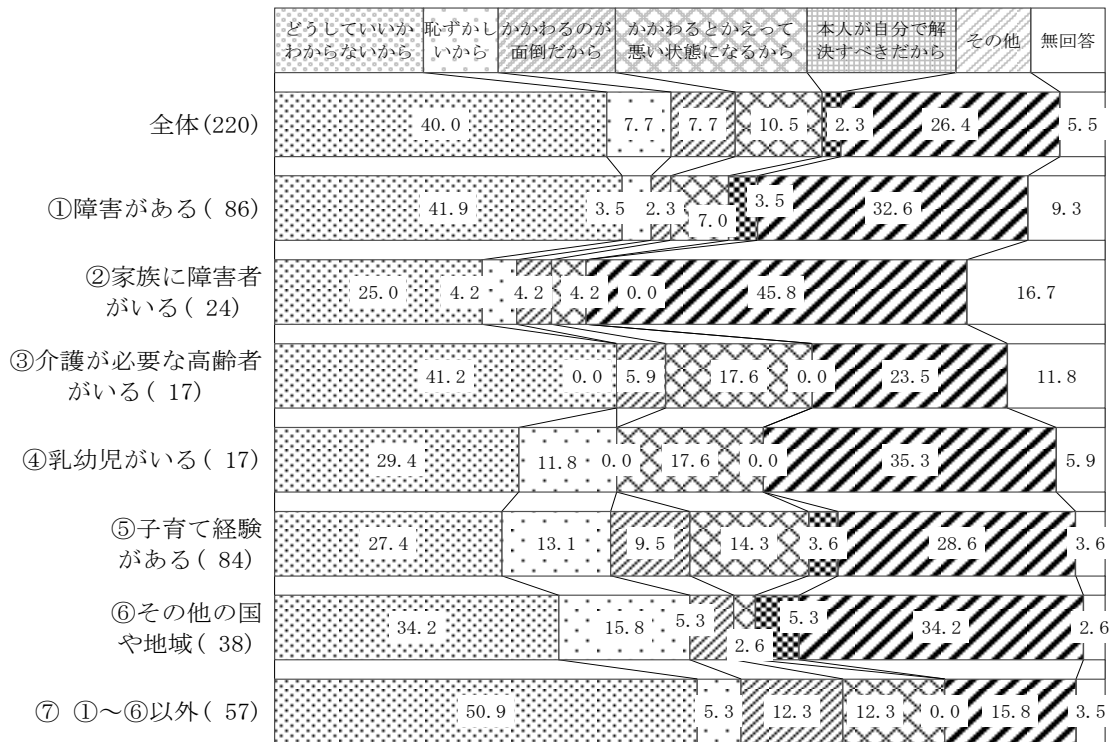 どうしていいか
わからないから
恥ずかし
いから
かかわるのが
面倒だから
かかわるとかえって
悪い状態になるから
本人が自分で解
決すべきだから
その他
無回答
全体(220)
40.0 7.7 7.7 10.5 2.3 26.4 5.5
①障害がある( 86)
41.9 3.5 2.3 7.0 3.5 32.6 9.3
②家族に障害者
がいる( 24)
25.0 4.2 4.2 4.2 0.0 45.8 16.7
③介護が必要な高齢者
がいる( 17)
41.2 0.0 5.9 17.6 0.0 23.5 11.8
④乳幼児がいる( 17)
29.4 11.8 0.0 17.6 0.0 35.3 5.9
⑤子育て経験
がある( 84)
27.4 13.1 9.5 14.3 3.6 28.6 3.6
⑥その他の国
や地域( 38)
34.2 15.8 5.3 2.6 5.3 34.2 2.6
⑦ ①～⑥以外( 57)
50.9 5.3 12.3 12.3 0.0 15.8 3.5